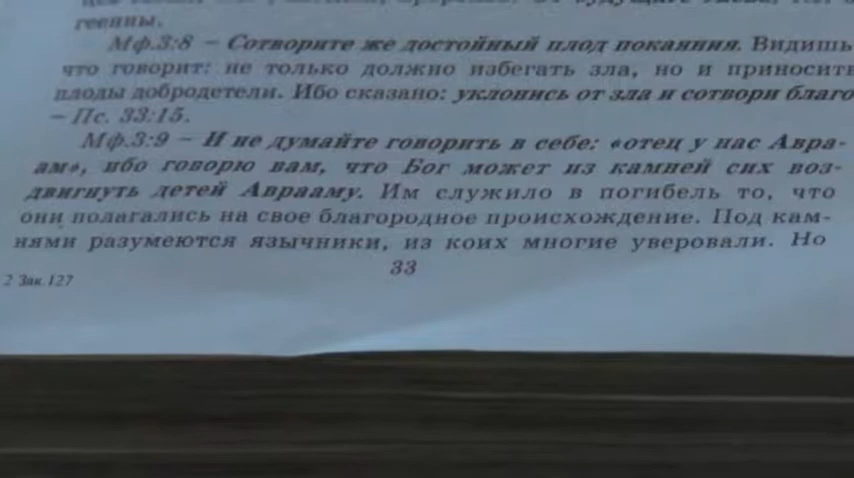 геенны.
Мф.3:8 – Сотворите же достойный плод покаяния. Видишь
что говорит: не только должно избегать зла, но и приносить
плоды добродетели. Ибо сказано: уклонись от зла и сотвори благо
– Пс. 33:15.
Мф.3:9 – И не думайте говорить в себе: «отец у нас Авра-
ам», ибо говорю вам, что Бог может из камней сих воз-
двигнуть детей Аврааму. Им служило в погибель то, что
они полагались на свое благородное происхождение. Под кам-
нями разумеются язычники, из коих многие уверовали. Но
33
2 Зак.127